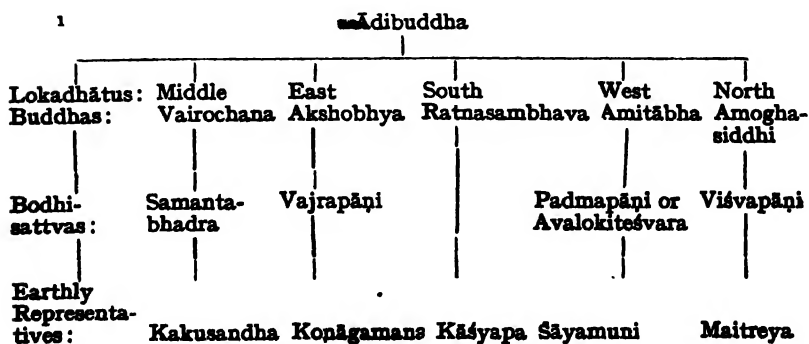 1
Ādibuddha
Lokadhātus: Middle East South West North
Buddhas: Vairochana Akshobhya Ratnasambhava Amitābha Amogha-
siddhi
Bodhi- Samanta- Vajrapāṇi Padmapāṇi or Viśvapāṇi
sattvas: bhadra Avalokiteśvara
Earthly
Representa-
tives: Kakusandha Koṇāgamana Kāśyapa Śāyamuni Maitreya